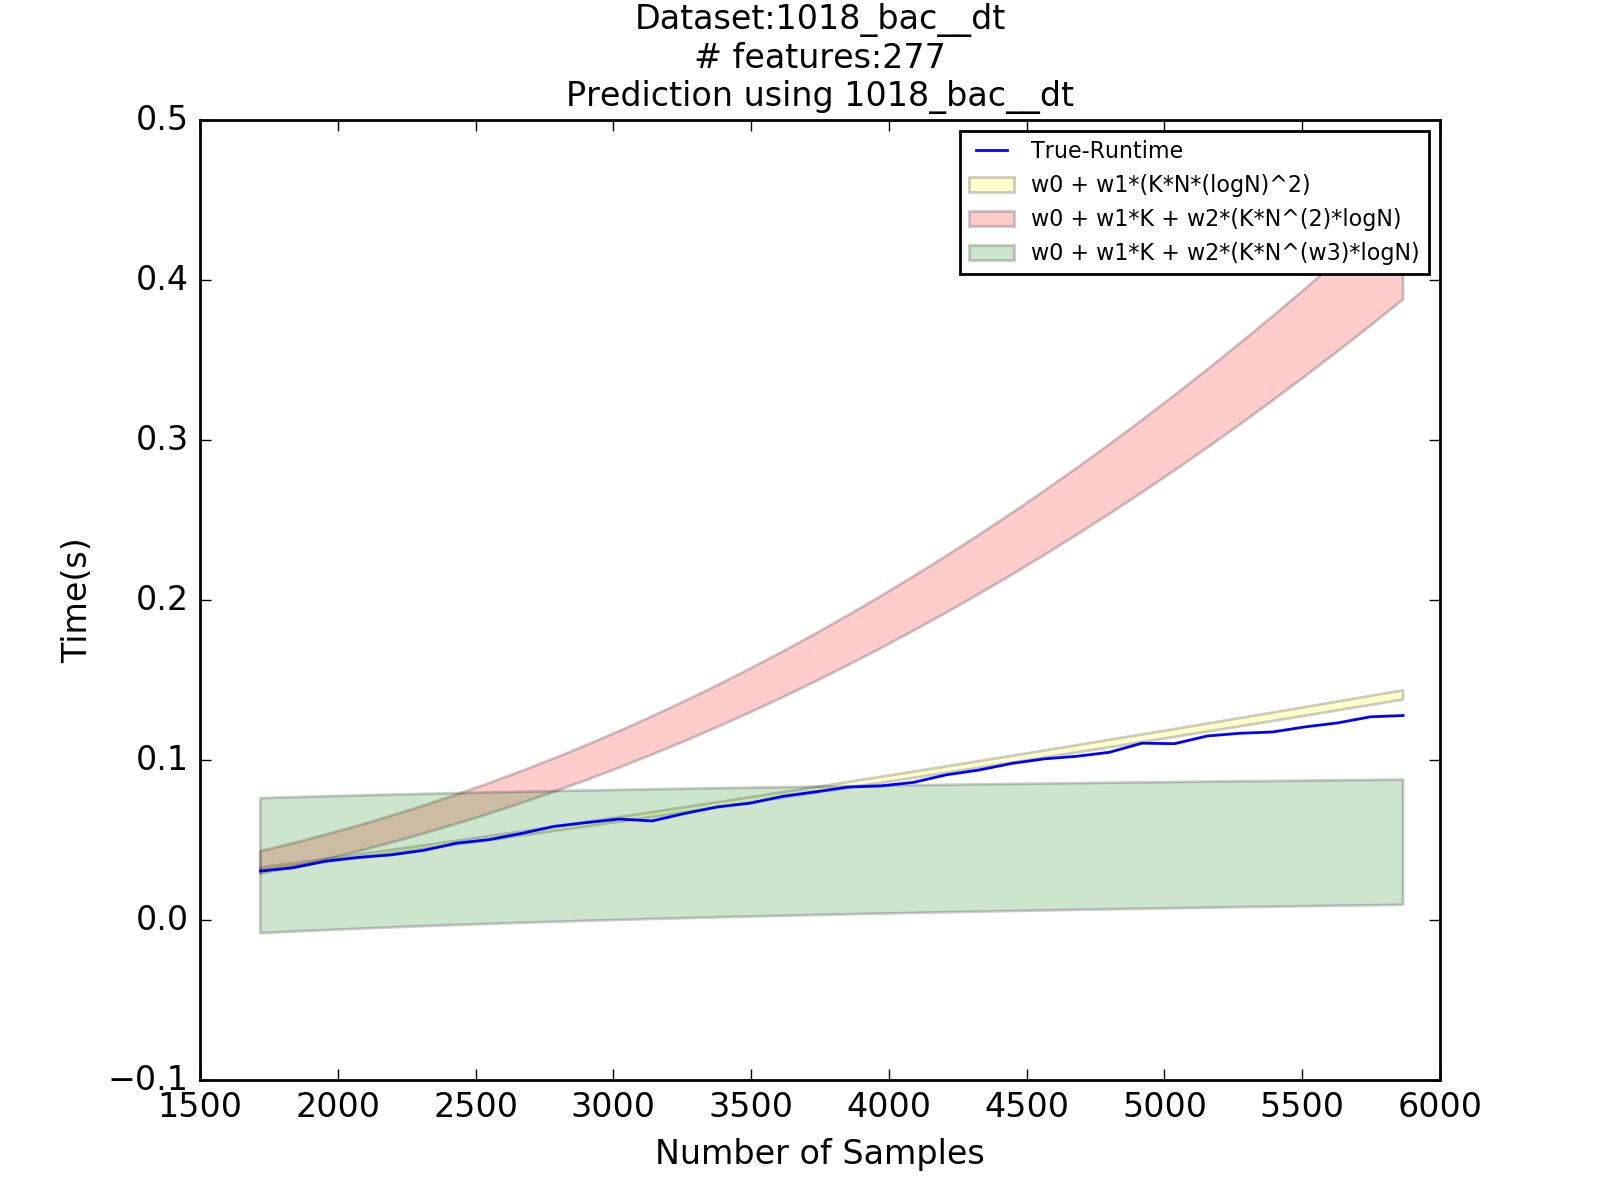 Dataset:1018_bac__dt
# features:277
Prediction using 1018_bac__dt
0.5
0.4
0.3
0.2
0.1
0.0
−0.1
Time(s)
True-Runtime
w0 + w1*(K*N*(logN)^2)
w0 + w1*K + w2*(K*N^(2)*logN)
w0 + w1*K + w2*(K*N^(w3)*logN)
1500 2000 2500 3000 3500 4000 4500 5000 5500 6000
Number of Samples